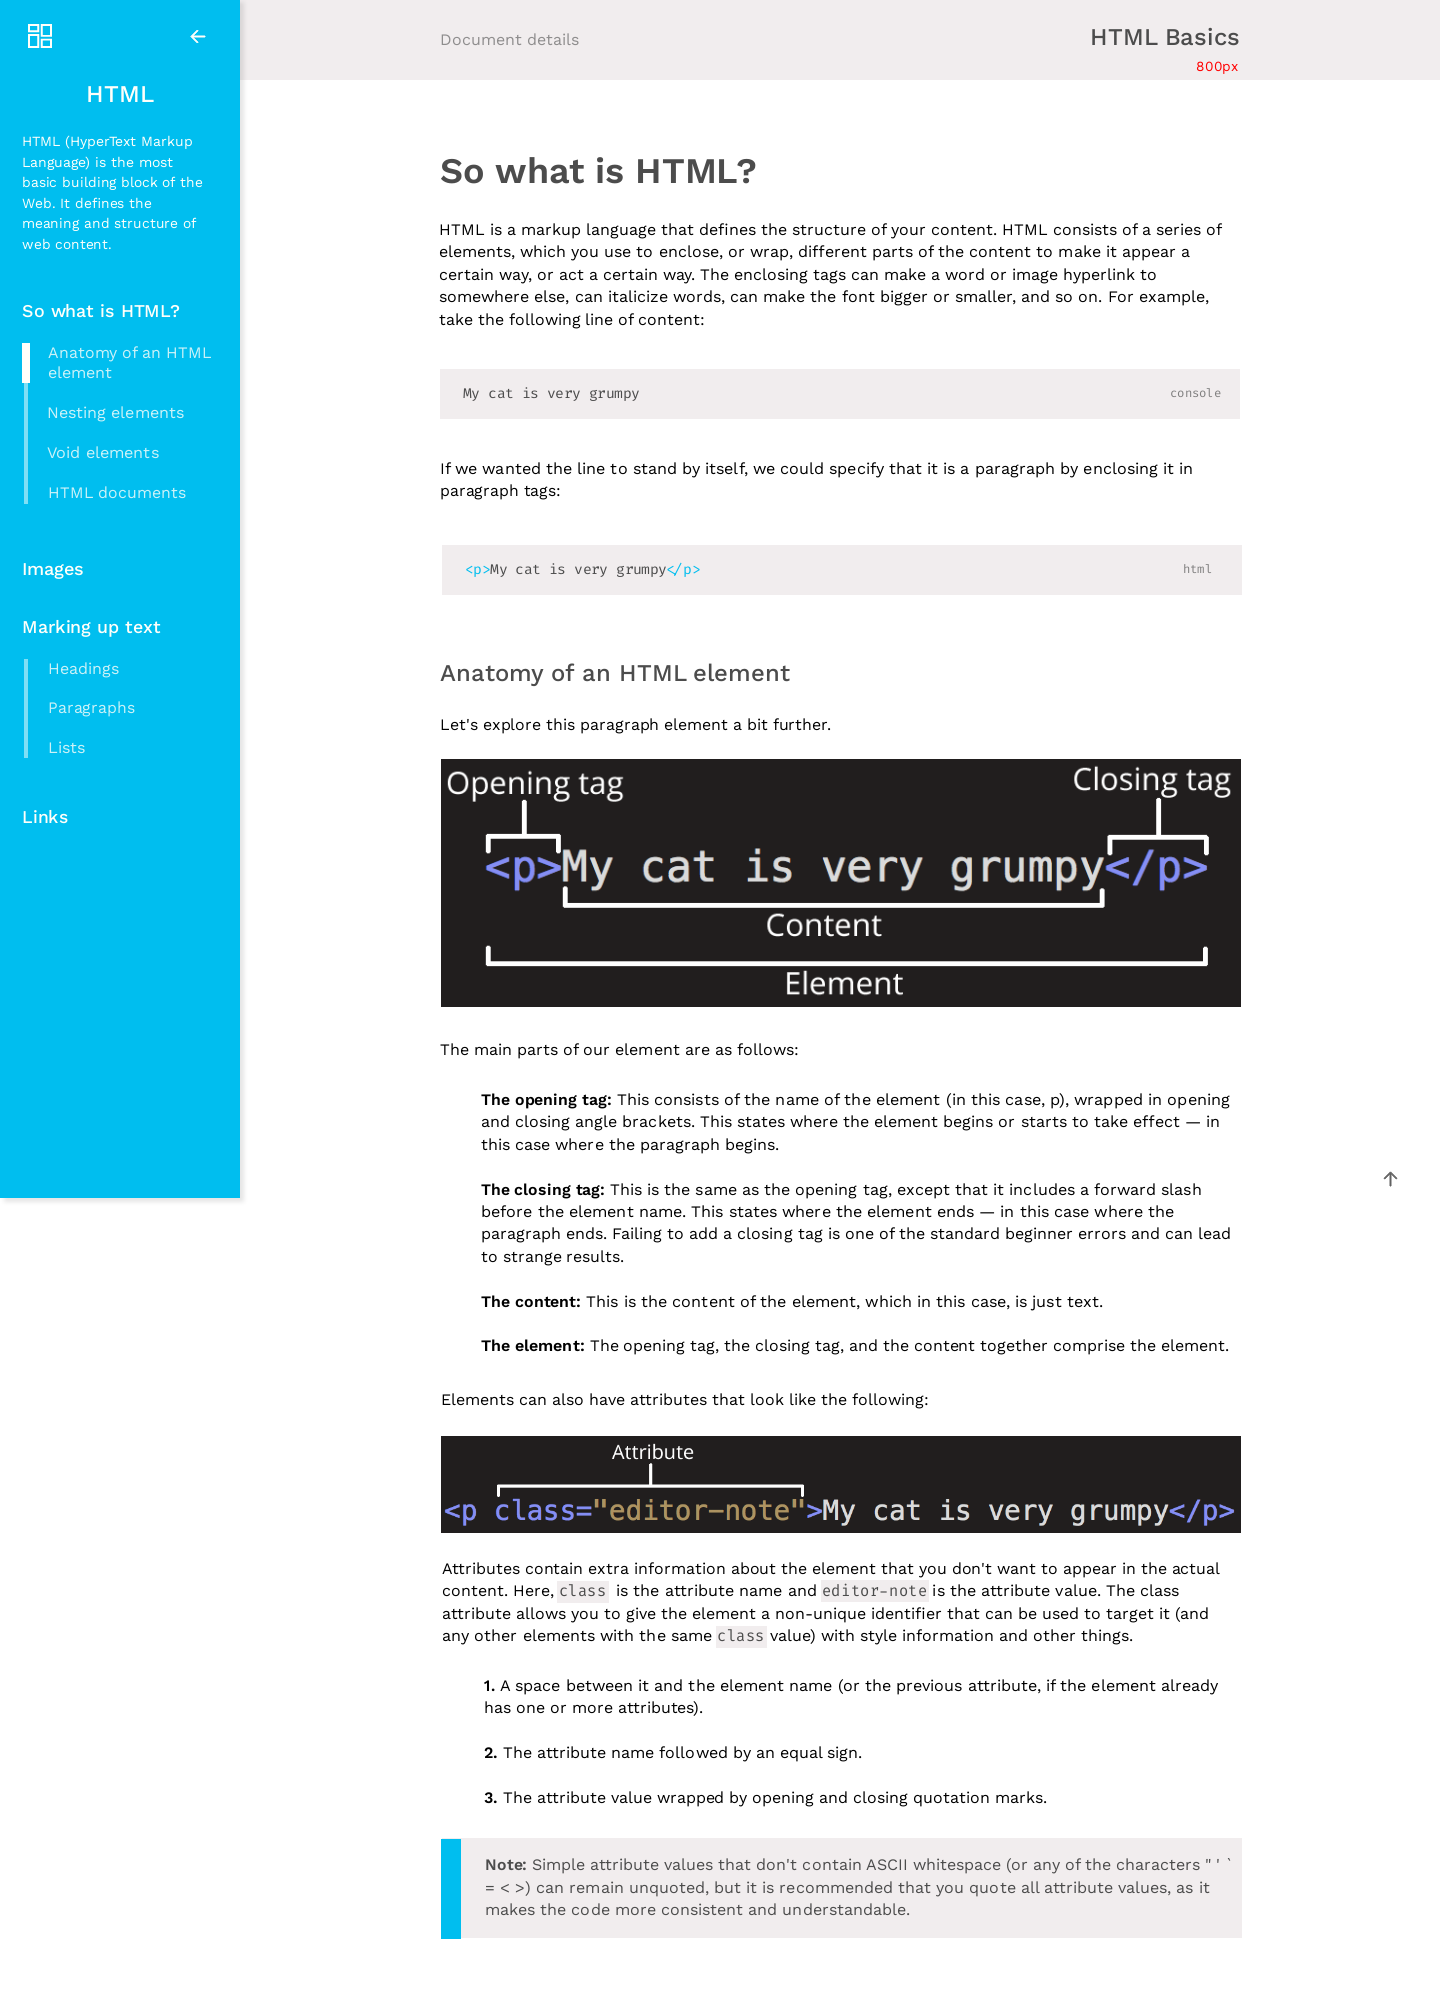 HTML
HTML (HyperText Markup
Language) is the most
basic building block of the
Web. It defines the
meaning and structure of
web content.
So what is HTML?
Anatomy of an HTML
element
Nesting elements
Void elements
HTML documents
Images
Marking up text
Headings
Paragraphs
Lists
Links
Document details
HTML Basics
800px
So what is HTML?
HTML is a markup language that defines the structure of your content. HTML consists of a series of
elements, which you use to enclose, or wrap, different parts of the content to make it appear a
certain way, or act a certain way. The enclosing tags can make a word or image hyperlink to
somewhere else, can italicize words, can make the font bigger or smaller, and so on. For example,
take the following line of content:
My cat is very grumpy
console
If we wanted the line to stand by itself, we could specify that it is a paragraph by enclosing it in
paragraph tags:
<p>My cat is very grumpy</p>
html
Anatomy of an HTML element
Let's explore this paragraph element a bit further.
Opening tag
Closing tag
<p>My cat is very grumpy</p>
Content
Element
The main parts of our element are as follows:
The opening tag: This consists of the name of the element (in this case, p), wrapped in opening
and closing angle brackets. This states where the element begins or starts to take effect — in
this case where the paragraph begins.
The closing tag: This is the same as the opening tag, except that it includes a forward slash
before the element name. This states where the element ends — in this case where the
paragraph ends. Failing to add a closing tag is one of the standard beginner errors and can lead
to strange results.
The content: This is the content of the element, which in this case, is just text.
The element: The opening tag, the closing tag, and the content together comprise the element.
Elements can also have attributes that look like the following:
Attribute
<p class="editor-note">My cat is very grumpy</p>
Attributes contain extra information about the element that you don't want to appear in the actual
content. Here, class is the attribute name and editor-note is the attribute value. The class
attribute allows you to give the element a non-unique identifier that can be used to target it (and
any other elements with the same class value) with style information and other things.
1. A space between it and the element name (or the previous attribute, if the element already
has one or more attributes).
2. The attribute name followed by an equal sign.
3. The attribute value wrapped by opening and closing quotation marks.
Note: Simple attribute values that don't contain ASCII whitespace (or any of the characters " ' `
= < >) can remain unquoted, but it is recommended that you quote all attribute values, as it
makes the code more consistent and understandable.